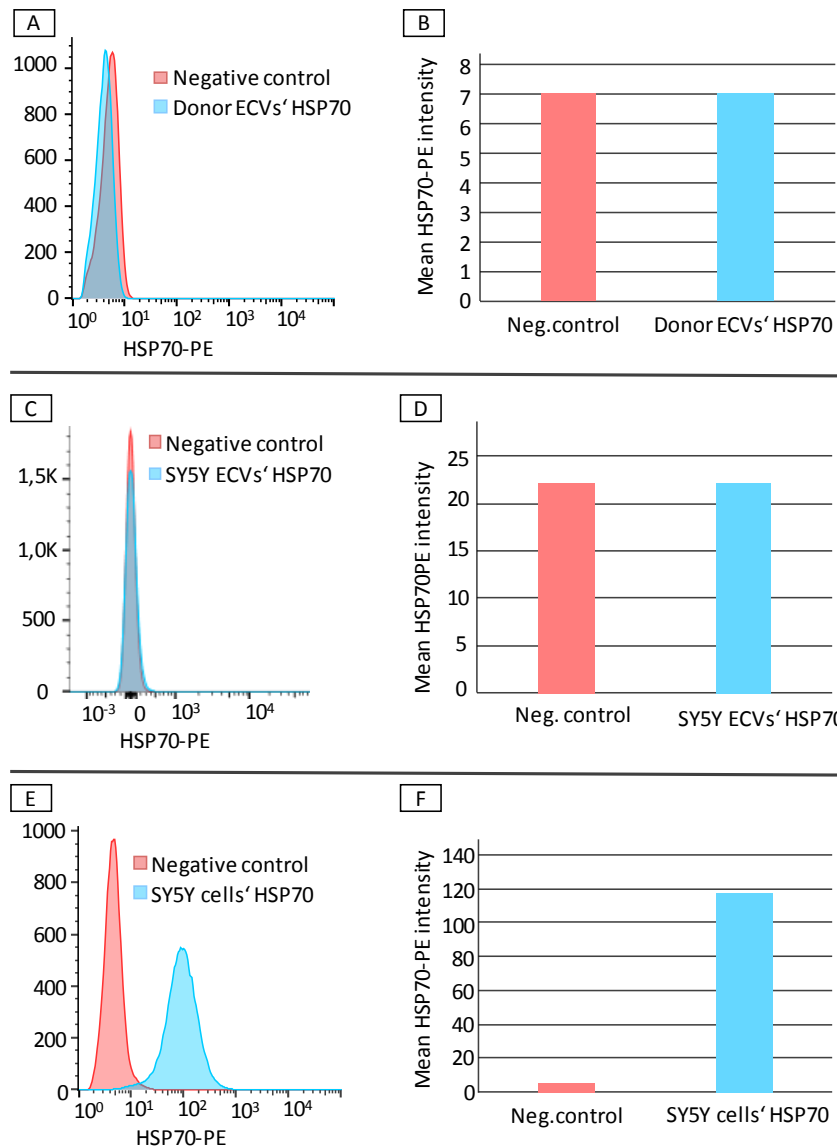 A
1000
800
600
400
200
0
Negative control
Donor ECVs‘ HSP70
10⁰ 10¹ 10² 10³ 10⁴
HSP70-PE
B
Mean HSP70-PE intensity
8
7
6
5
4
3
2
1
0
Neg.control Donor ECVs‘ HSP70
C
1,5K
1,0K
500
0
Negative control
SY5Y ECVs‘ HSP70
10⁻³ 0 10³ 10⁴
HSP70-PE
D
Mean HSP70PE intensity
25
20
25
20
15
10
5
0
Neg. control SY5Y ECVs‘ HSP70
E
1000
800
600
400
200
0
Negative control
SY5Y cells‘ HSP70
10⁰ 10¹ 10² 10³ 10⁴
HSP70-PE
F
Mean HSP70-PE intensity
140
120
100
80
60
40
20
0
Neg.control SY5Y cells‘ HSP70